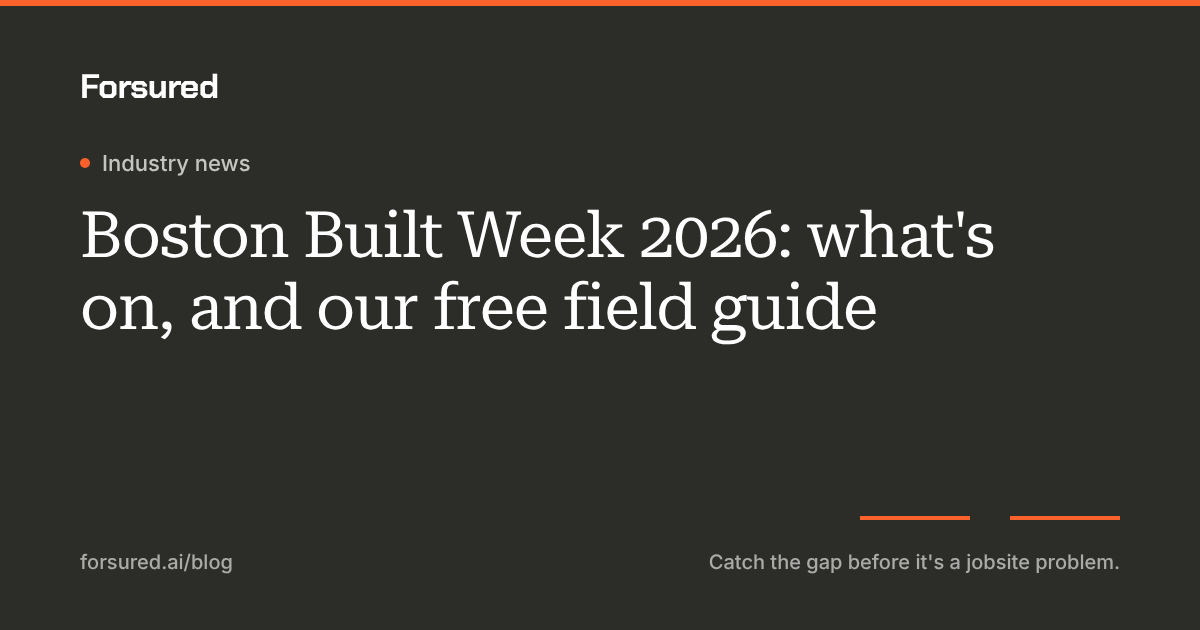 Forsured
Industry news
Boston Built Week 2026: what's
on, and our free field guide
forsured.ai/blog
Catch the gap before it's a jobsite problem.